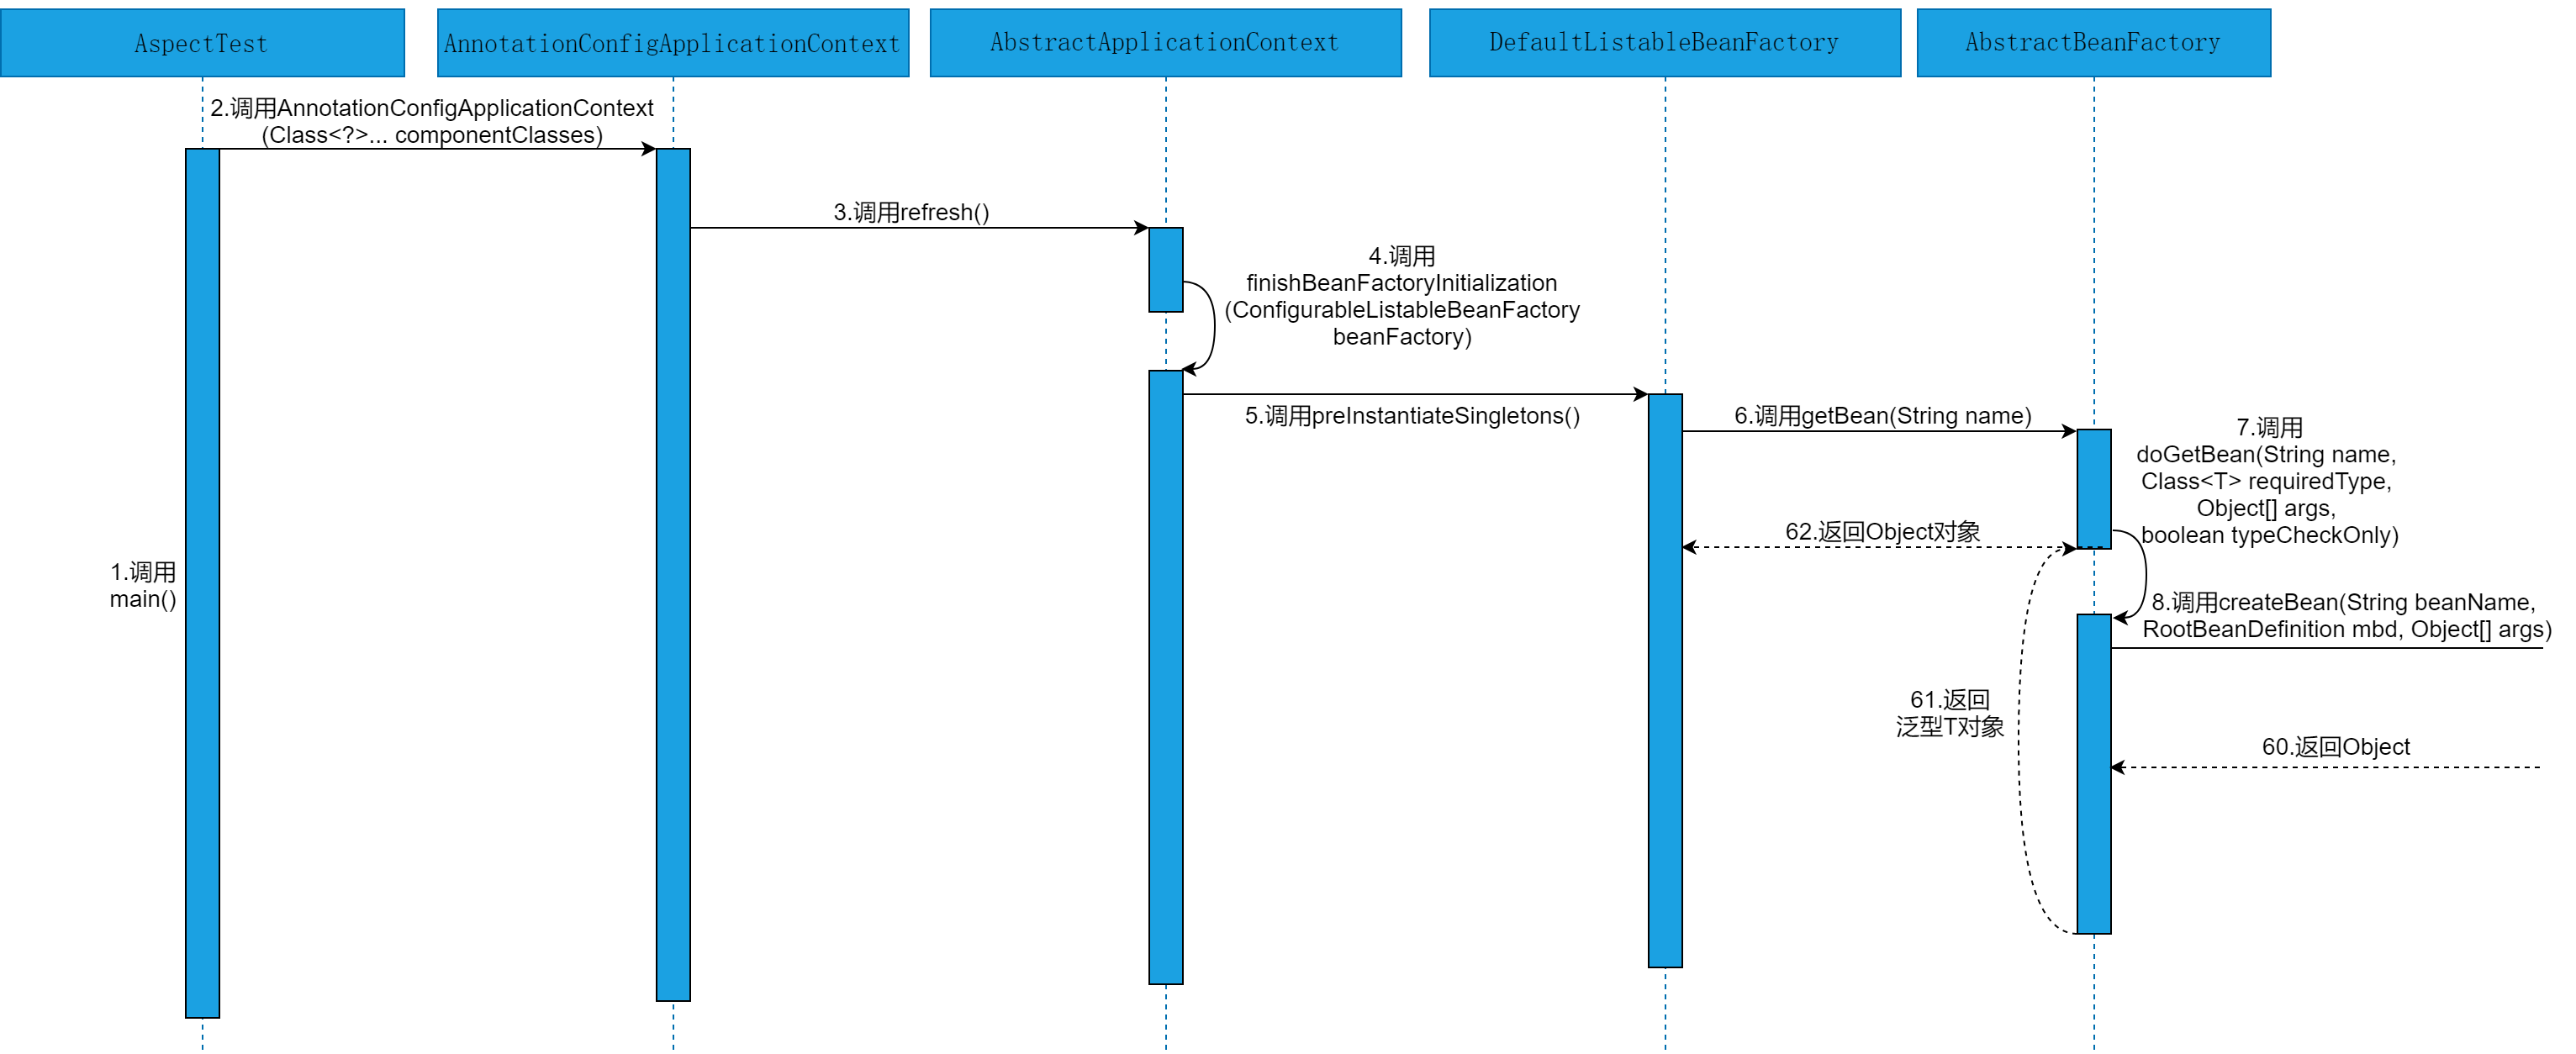 AspectTest
AnnotationConfigApplicationContext
AbstractApplicationContext
DefaultListableBeanFactory
AbstractBeanFactory
2.调用AnnotationConfigApplicationContext
(Class<?>... componentClasses)
3.调用refresh()
4.调用
finishBeanFactoryInitialization
(ConfigurableListableBeanFactory
beanFactory)
5.调用preInstantiateSingletons()
6.调用getBean(String name)
7.调用
doGetBean(String name,
Class<T> requiredType,
Object[] args,
boolean typeCheckOnly)
62.返回Object对象
1.调用
main()
8.调用createBean(String beanName,
RootBeanDefinition mbd, Object[] args)
61.返回
泛型T对象
60.返回Object